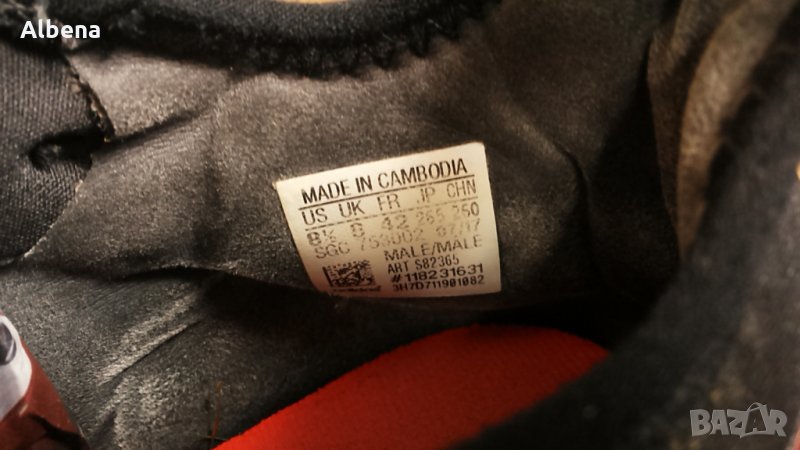 Albena
MADE IN CAMBODIA
US UK FR JP CHN
8½ 8 42 265 260
SGC 753002 07/17
MALE/MALE
ART S82365
#118231631
3H7D711901082
BAZAR